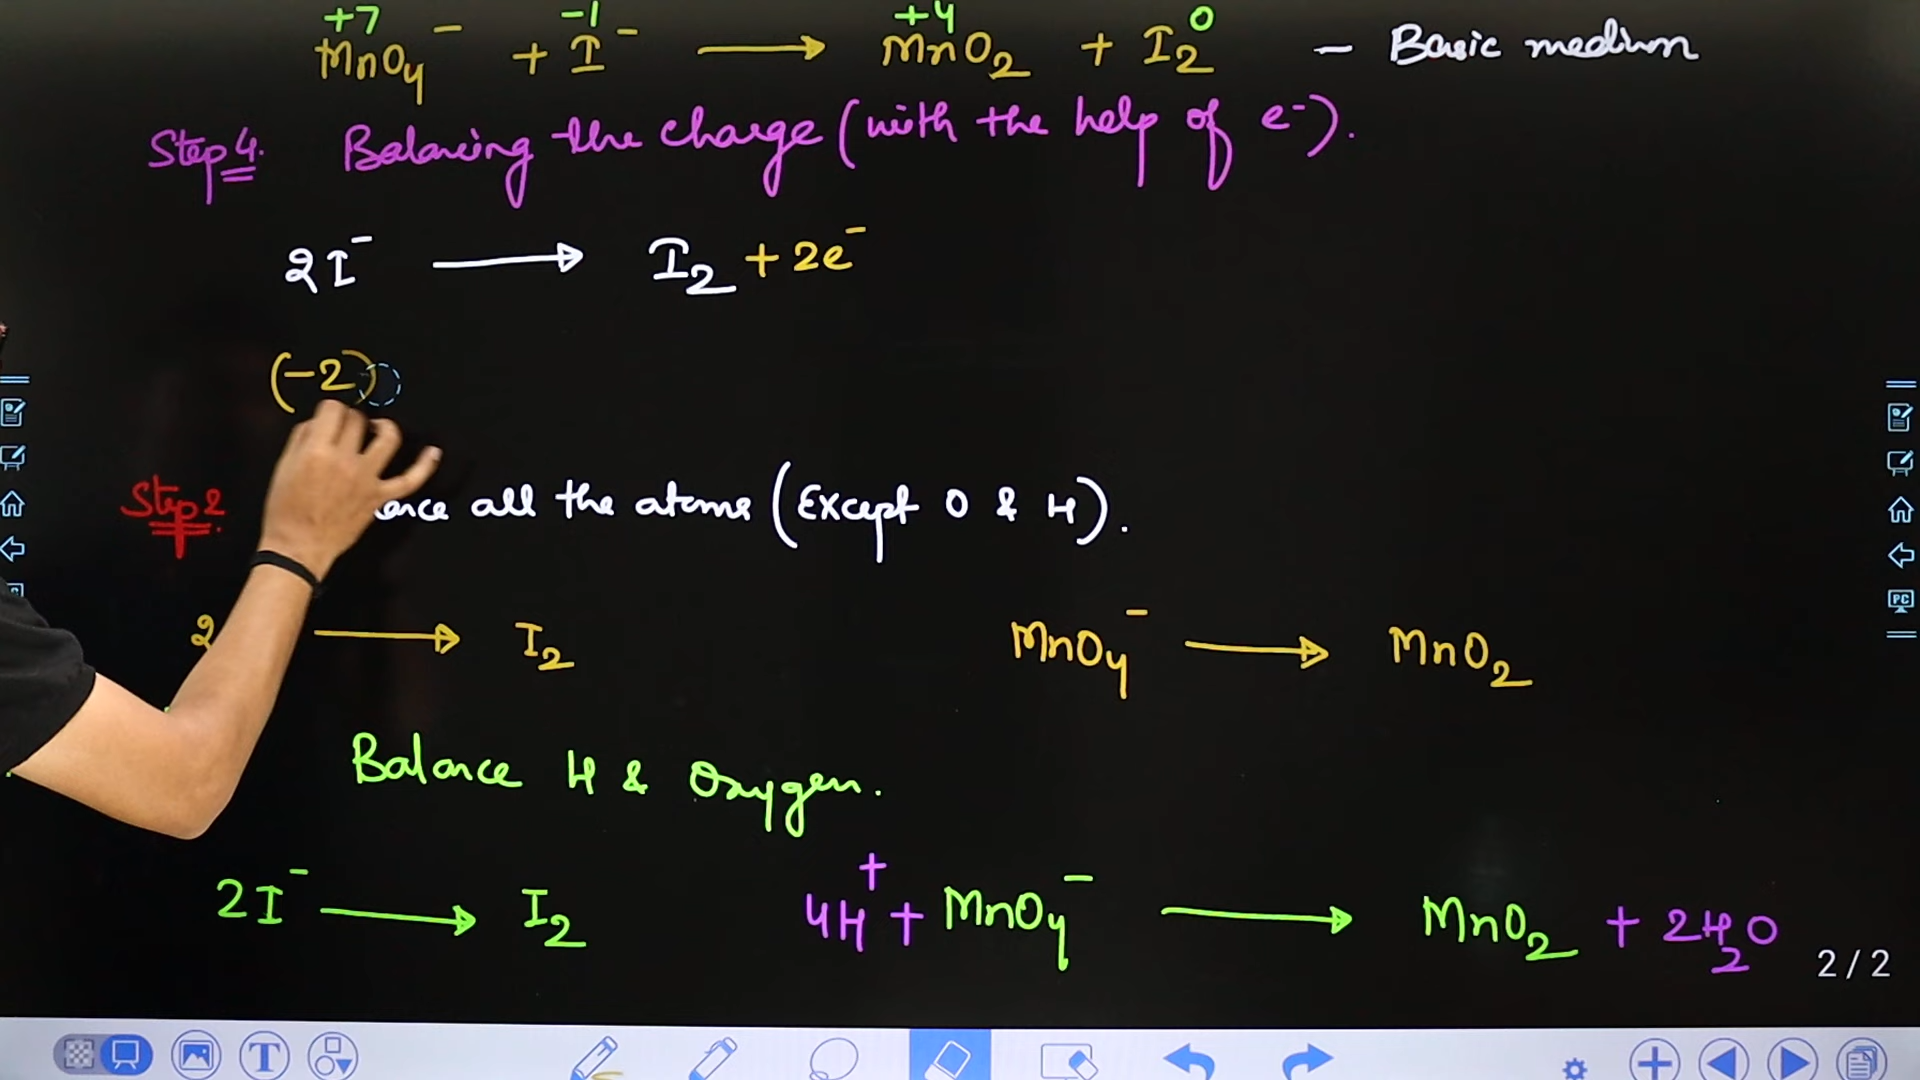 +7 -1 +4 0
MnO₄⁻ + I⁻ ⟶ MnO₂ + I₂ – Basic medium
Step 4. Balancing the charge (with the help of e⁻).
2I⁻ ⟶ I₂ + 2e⁻
(-2)
Step 2. all the atoms (Except O & H).
2 ⟶ I₂ MnO₄⁻ ⟶ MnO₂
Balance H & Oxygen.
2I⁻ ⟶ I₂ 4H⁺ + MnO₄⁻ ⟶ MnO₂ + 2H₂O
2/2
PC
T